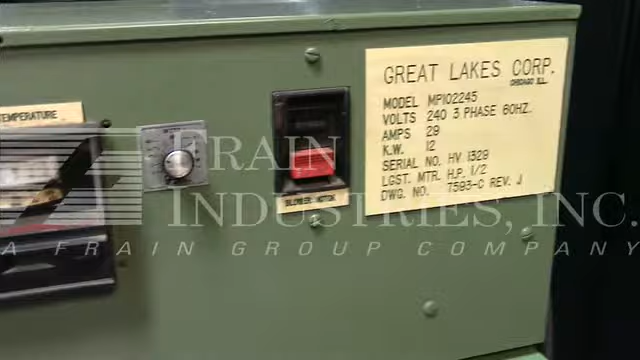 GREAT LAKES CORP.
CHICAGO ILL.
MODEL MP102245
VOLTS 240 3 PHASE 60HZ.
AMPS 29
K.W. 12
SERIAL NO. HV 1329
LGST. MTR. H.P. 1/2
DWG. NO. 7593-C REV. J
TEMPERATURE
BLOWER MOTOR
FRAIN
INDUSTRIES, INC.
A FRAIN GROUP COMPANY